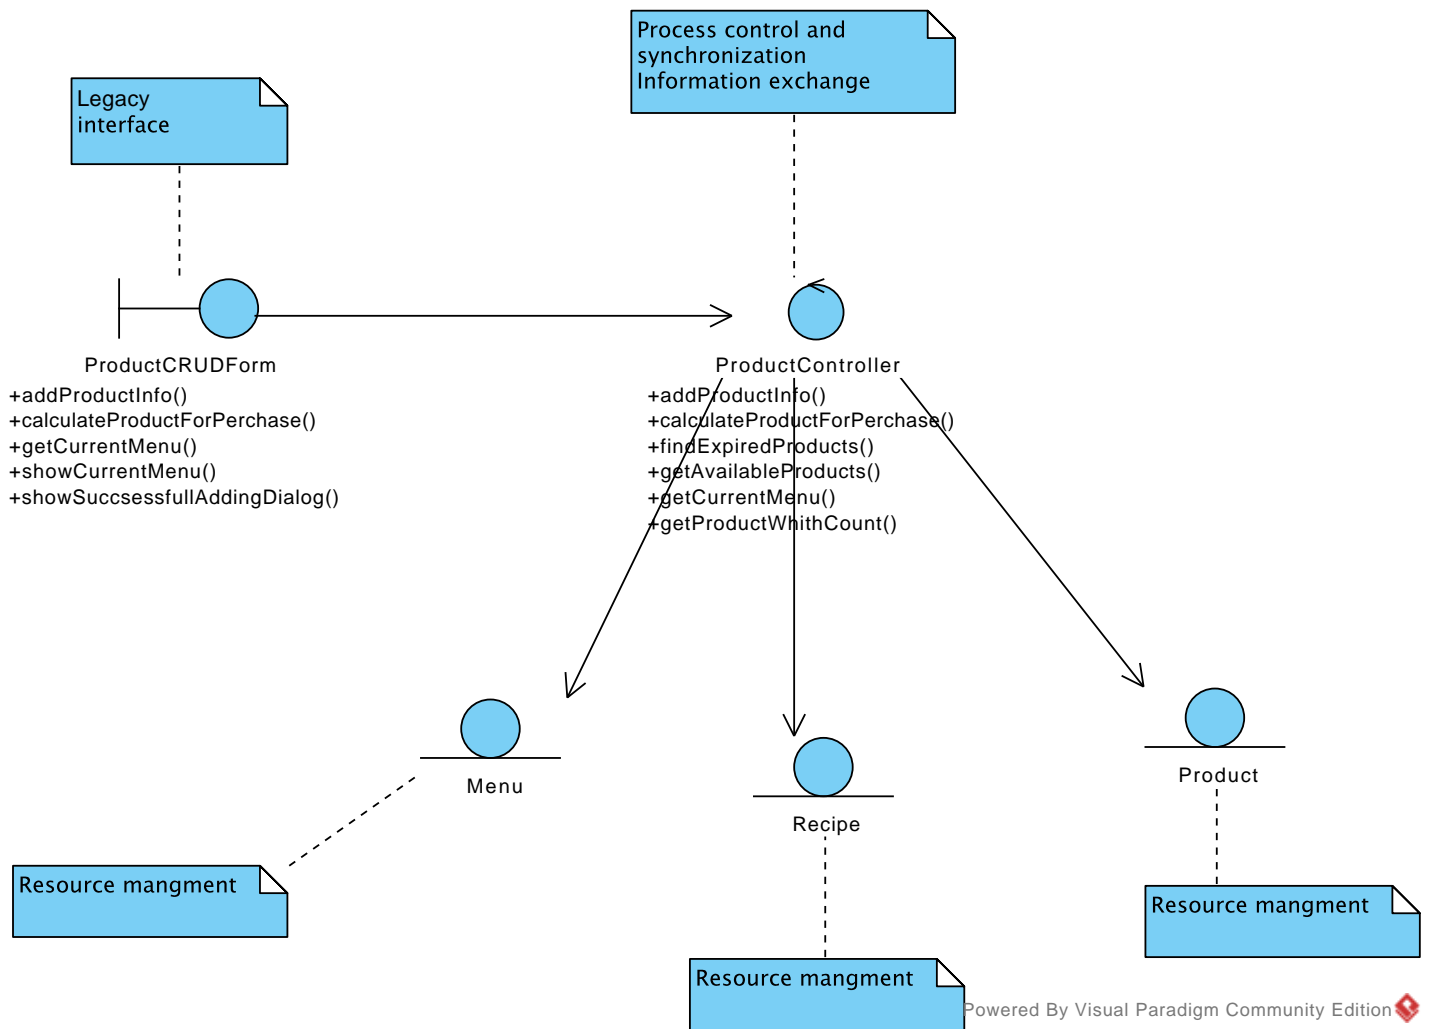 Process control and
synchronization
Information exchange
Legacy
interface
ProductCRUDForm
+addProductInfo()
+calculateProductForPerchase()
+getCurrentMenu()
+showCurrentMenu()
+showSuccsessfullAddingDialog()
ProductController
+addProductInfo()
+calculateProductForPerchase()
+findExpiredProducts()
+getAvailableProducts()
+getCurrentMenu()
+getProductWhithCount()
Menu
Recipe
Product
Resource mangment
Resource mangment
Resource mangment
Powered By Visual Paradigm Community Edition